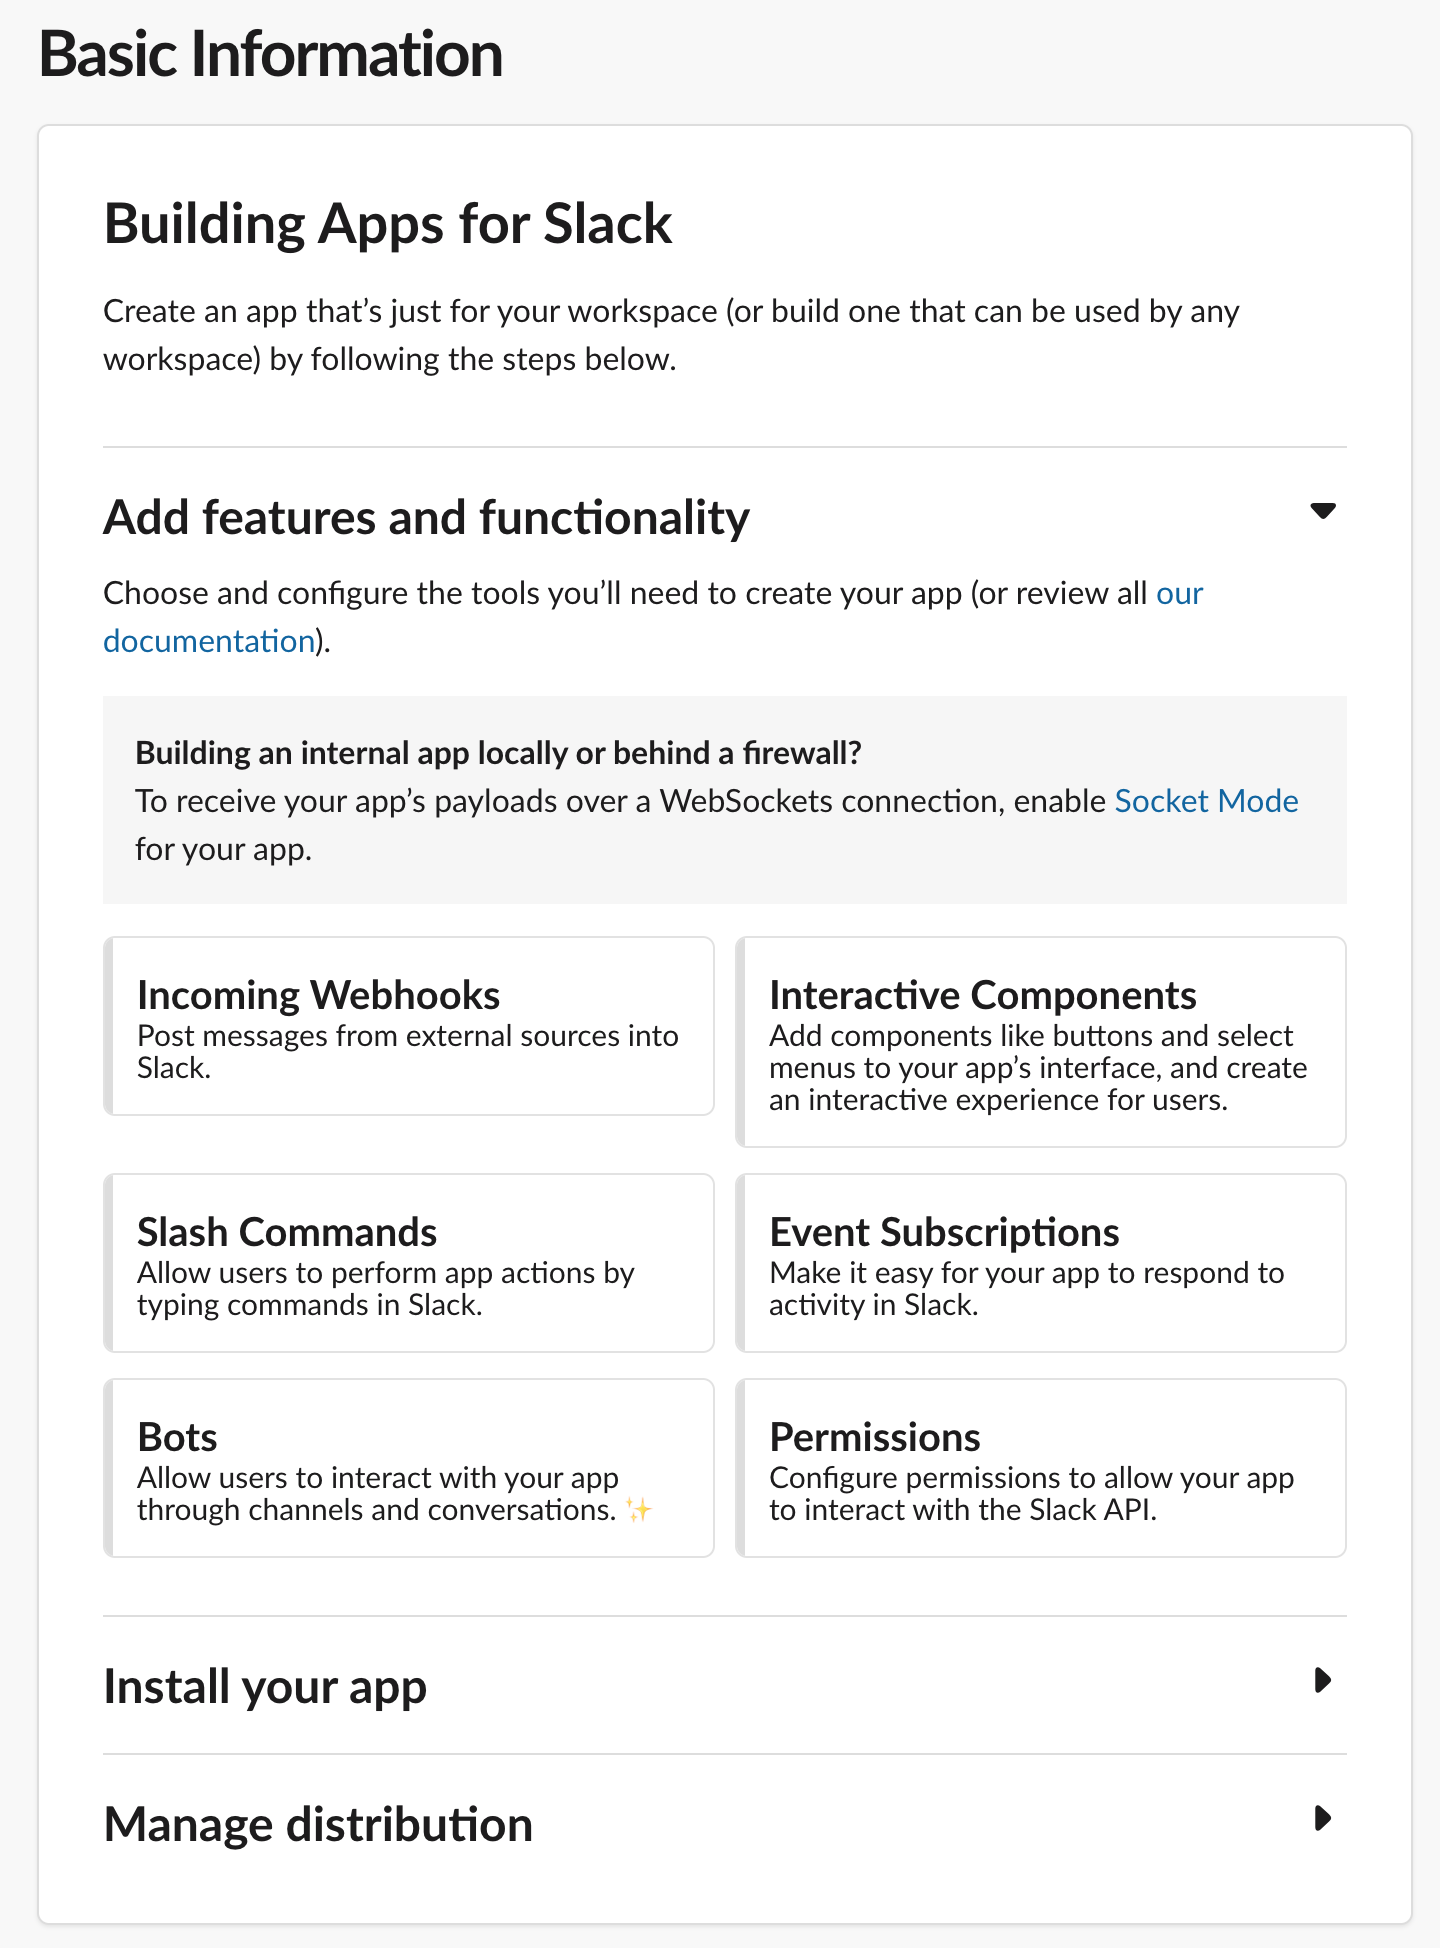 Basic Information
Building Apps for Slack
Create an app that’s just for your workspace (or build one that can be used by any
workspace) by following the steps below.
Add features and functionality
Choose and configure the tools you’ll need to create your app (or review all our
documentation).
Building an internal app locally or behind a firewall?
To receive your app’s payloads over a WebSockets connection, enable Socket Mode
for your app.
Incoming Webhooks
Post messages from external sources into
Slack.
Interactive Components
Add components like buttons and select
menus to your app’s interface, and create
an interactive experience for users.
Slash Commands
Allow users to perform app actions by
typing commands in Slack.
Event Subscriptions
Make it easy for your app to respond to
activity in Slack.
Bots
Allow users to interact with your app
through channels and conversations. ✨
Permissions
Configure permissions to allow your app
to interact with the Slack API.
Install your app
Manage distribution